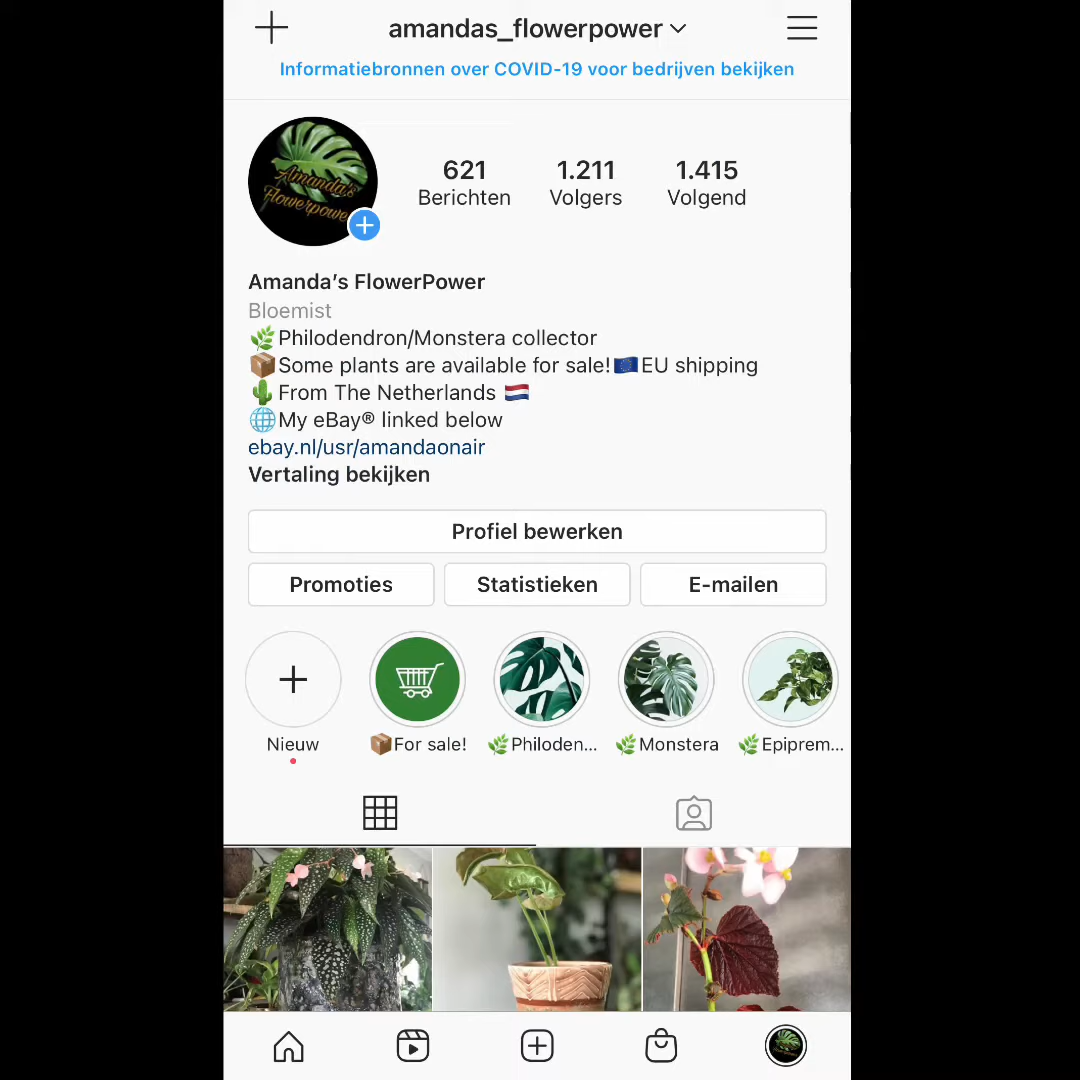 amandas_flowerpower
Informatiebronnen over COVID-19 voor bedrijven bekijken
Amanda's
Flowerpower
621 1.211 1.415
Berichten Volgers Volgend
Amanda’s FlowerPower
Bloemist
🌿Philodendron/Monstera collector
📦Some plants are available for sale!🇪🇺EU shipping
🌵From The Netherlands 🇳🇱
🌐My eBay® linked below
ebay.nl/usr/amandaonair
Vertaling bekijken
Profiel bewerken
Promoties Statistieken E-mailen
Nieuw 📦For sale! 🌿Philoden... 🌿Monstera 🌿Epiprem...